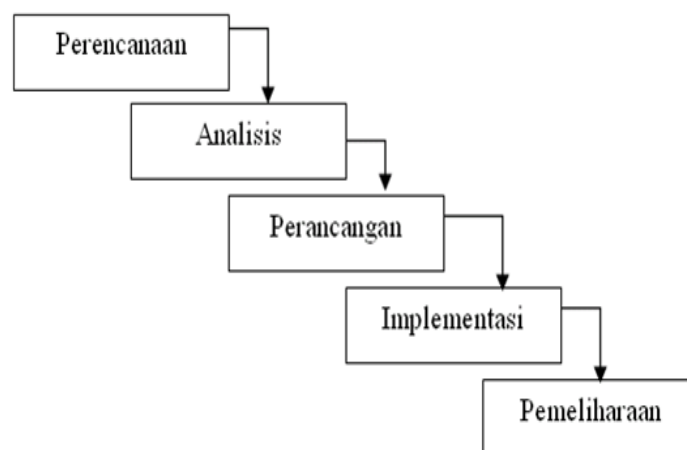 Perencanaan
Analisis
Perancangan
Implementasi
Pemeliharaan